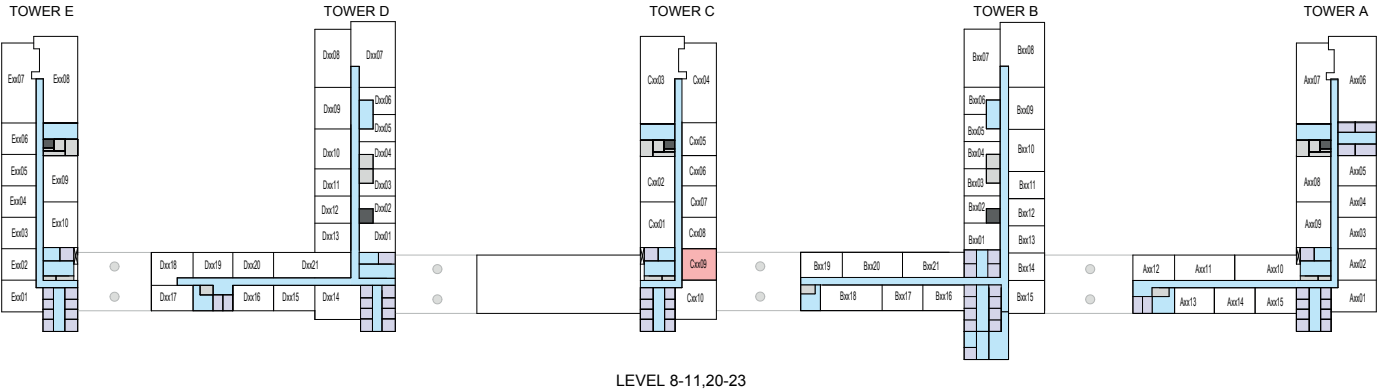 TOWER E TOWER D TOWER C TOWER B TOWER A
Exx07 Exx08
Exx06
Exx05 Exx09
Exx04
Exx03 Exx10
Exx02
Exx01
Dxx08 Dxx07
Dxx09 Dxx06
Dxx05
Dxx10 Dxx04
Dxx11 Dxx03
Dxx12 Dxx02
Dxx13 Dxx01
Dxx18 Dxx19 Dxx20 Dxx21
Dxx17 Dxx16 Dxx15 Dxx14
Cxx03 Cxx04
Cxx05
Cxx02 Cxx06
Cxx07
Cxx01 Cxx08
Cxx09
Cxx10
Bxx07 Bxx08
Bxx06 Bxx09
Bxx05
Bxx04 Bxx10
Bxx03 Bxx11
Bxx02 Bxx12
Bxx01 Bxx13
Bxx19 Bxx20 Bxx21 Bxx14
Bxx18 Bxx17 Bxx16 Bxx15
Axx07 Axx06
Axx08 Axx05
Axx04
Axx09 Axx03
Axx12 Axx11 Axx10 Axx02
Axx13 Axx14 Axx15 Axx01
LEVEL 8-11,20-23